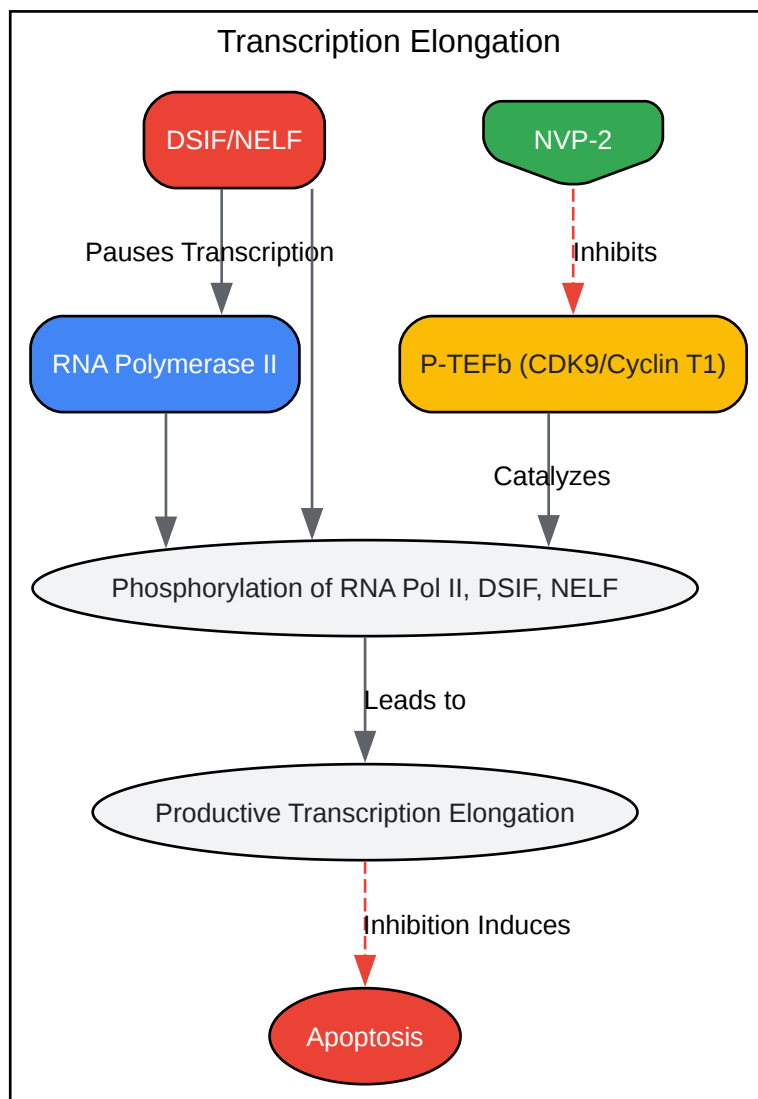 Transcription Elongation
DSIF/NELF
NVP-2
Pauses Transcription
Inhibits
RNA Polymerase II
P-TEFb (CDK9/Cyclin T1)
Catalyzes
Phosphorylation of RNA Pol II, DSIF, NELF
Leads to
Productive Transcription Elongation
Inhibition Induces
Apoptosis